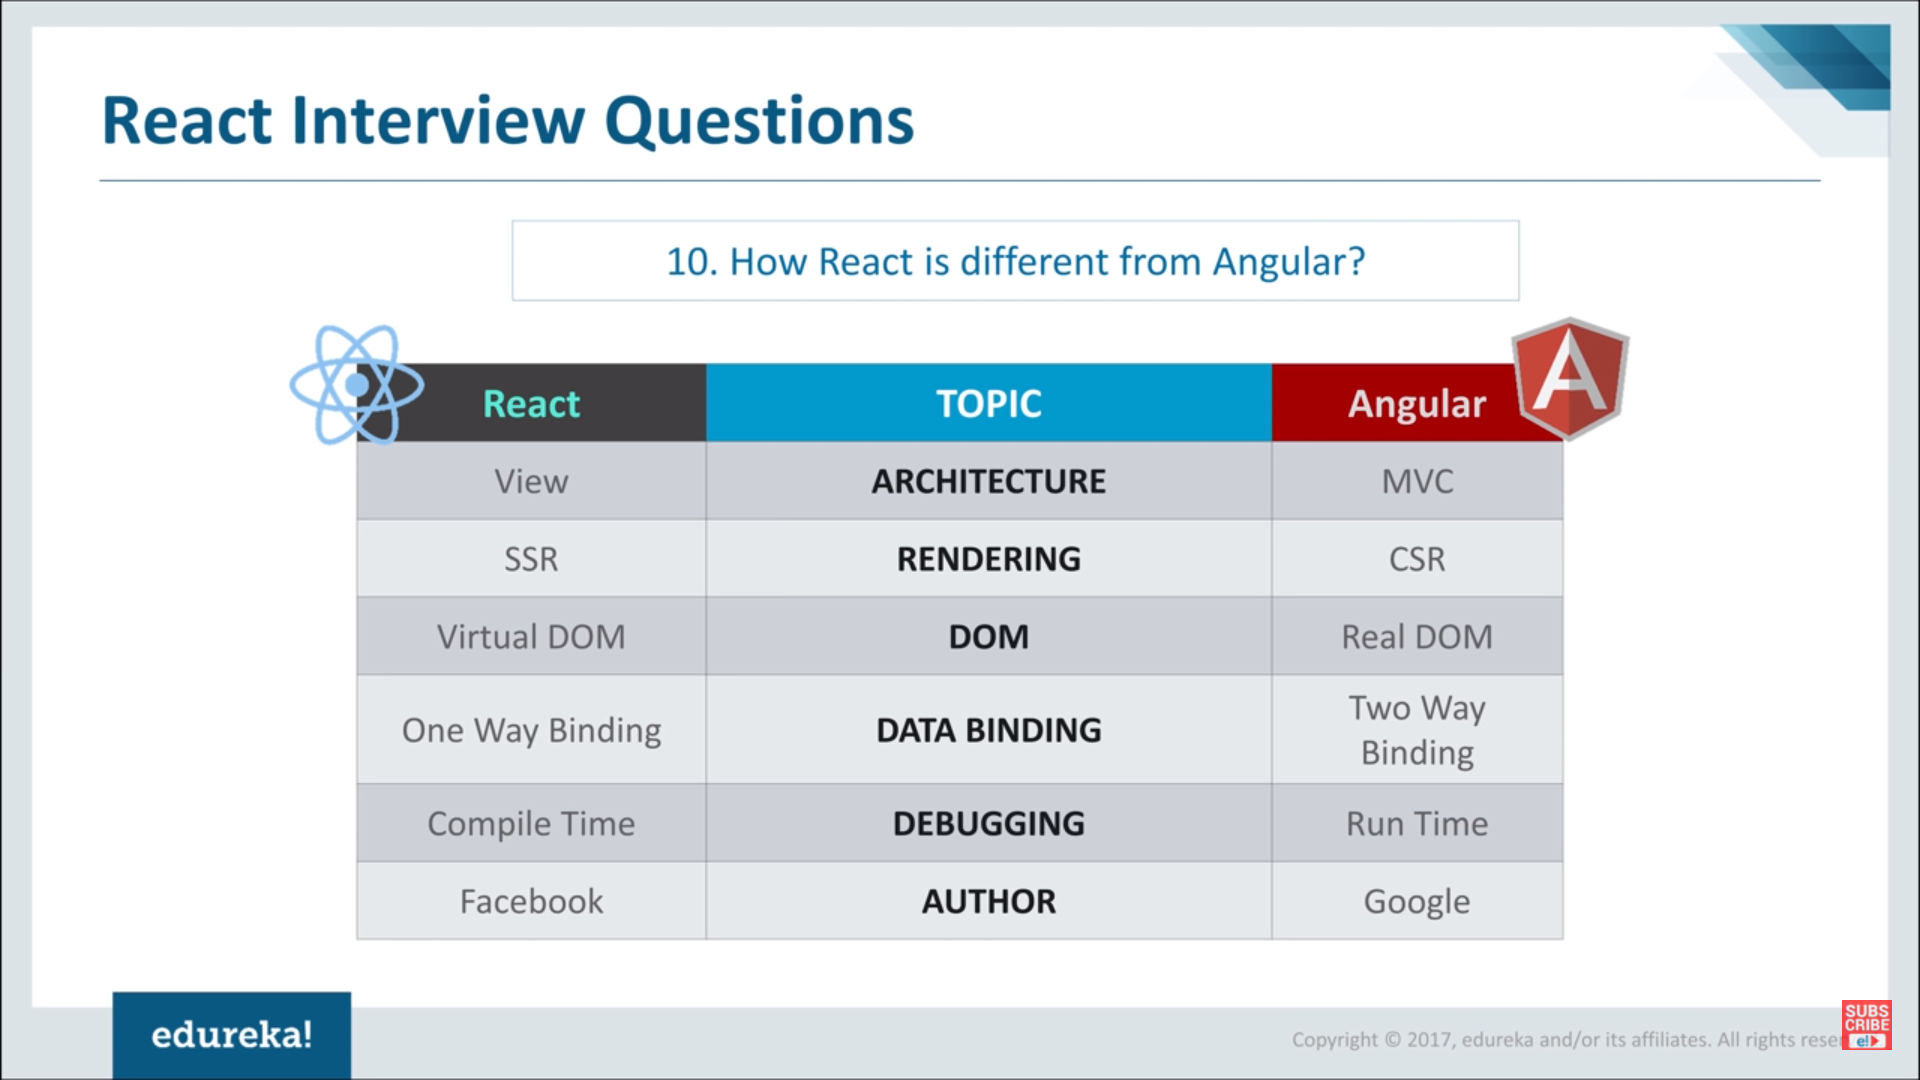 React Interview Questions
10. How React is different from Angular?
React TOPIC Angular
View ARCHITECTURE MVC
SSR RENDERING CSR
Virtual DOM DOM Real DOM
One Way Binding DATA BINDING Two Way
Binding
Compile Time DEBUGGING Run Time
Facebook AUTHOR Google
edureka!
Copyright © 2017, edureka and/or its affiliates. All rights
SUBS
CRIBE
e!